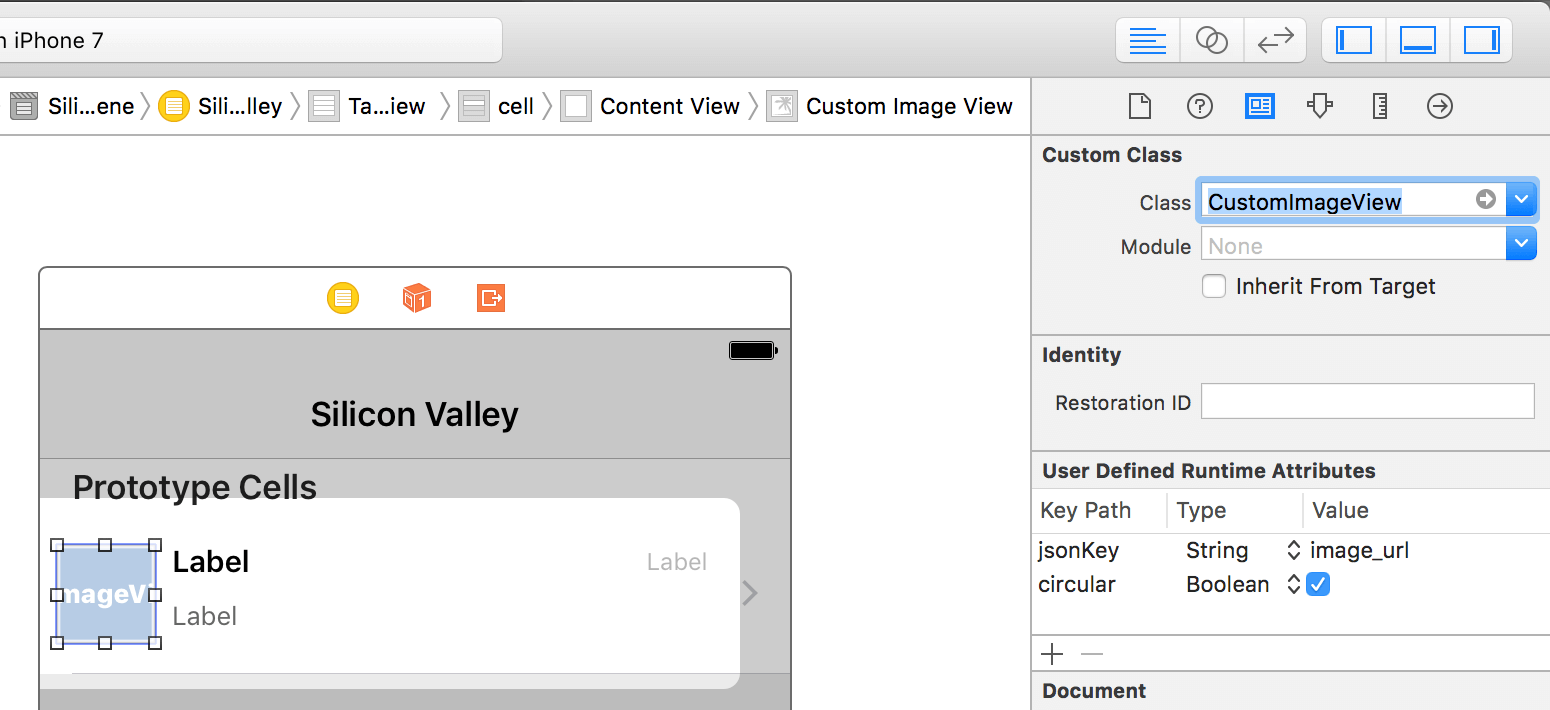 n iPhone 7
Sili...ene
Sili...lley
Ta...iew
cell
Content View
Custom Image View
Custom Class
Class
CustomImageView
Module
None
Inherit From Target
Identity
Restoration ID
User Defined Runtime Attributes
Key Path
Type
Value
jsonKey
String
image_url
circular
Boolean
Document
1
Silicon Valley
Prototype Cells
mageVi
Label
Label
Label